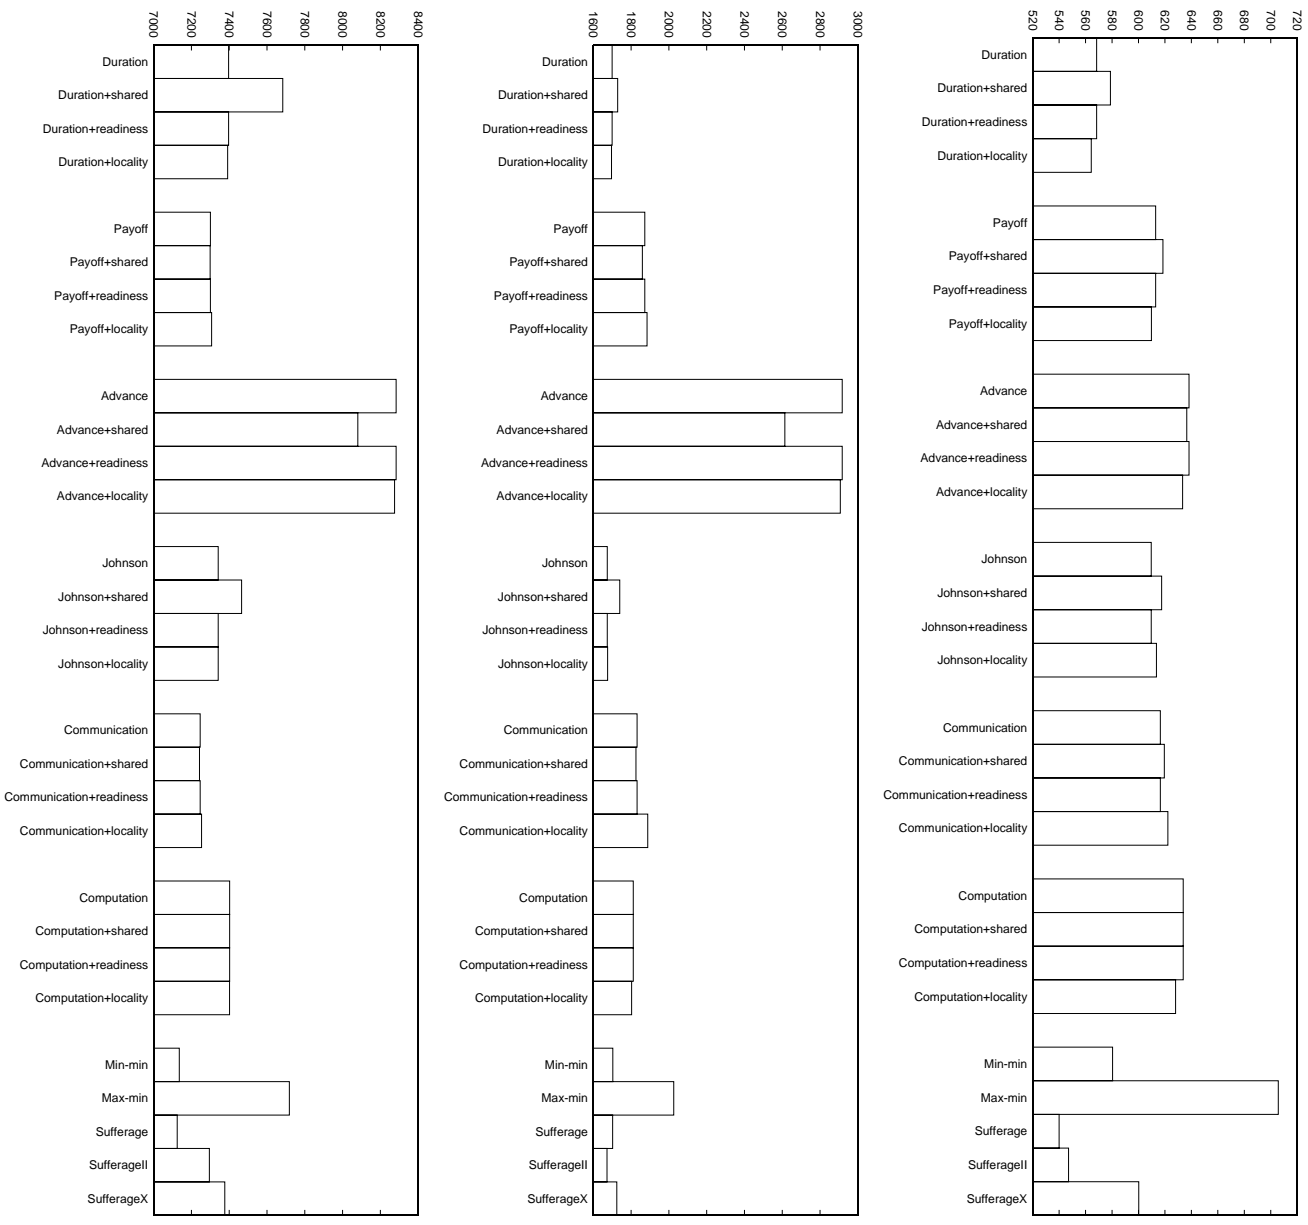 7000 7200 7400 7600 7800 8000 8200 8400
Duration
Duration+shared
Duration+readiness
Duration+locality
Payoff
Payoff+shared
Payoff+readiness
Payoff+locality
Advance
Advance+shared
Advance+readiness
Advance+locality
Johnson
Johnson+shared
Johnson+readiness
Johnson+locality
Communication
Communication+shared
Communication+readiness
Communication+locality
Computation
Computation+shared
Computation+readiness
Computation+locality
Min-min
Max-min
Sufferage
SufferageII
SufferageX
1600 1800 2000 2200 2400 2600 2800 3000
Duration
Duration+shared
Duration+readiness
Duration+locality
Payoff
Payoff+shared
Payoff+readiness
Payoff+locality
Advance
Advance+shared
Advance+readiness
Advance+locality
Johnson
Johnson+shared
Johnson+readiness
Johnson+locality
Communication
Communication+shared
Communication+readiness
Communication+locality
Computation
Computation+shared
Computation+readiness
Computation+locality
Min-min
Max-min
Sufferage
SufferageII
SufferageX
520 540 560 580 600 620 640 660 680 700 720
Duration
Duration+shared
Duration+readiness
Duration+locality
Payoff
Payoff+shared
Payoff+readiness
Payoff+locality
Advance
Advance+shared
Advance+readiness
Advance+locality
Johnson
Johnson+shared
Johnson+readiness
Johnson+locality
Communication
Communication+shared
Communication+readiness
Communication+locality
Computation
Computation+shared
Computation+readiness
Computation+locality
Min-min
Max-min
Sufferage
SufferageII
SufferageX